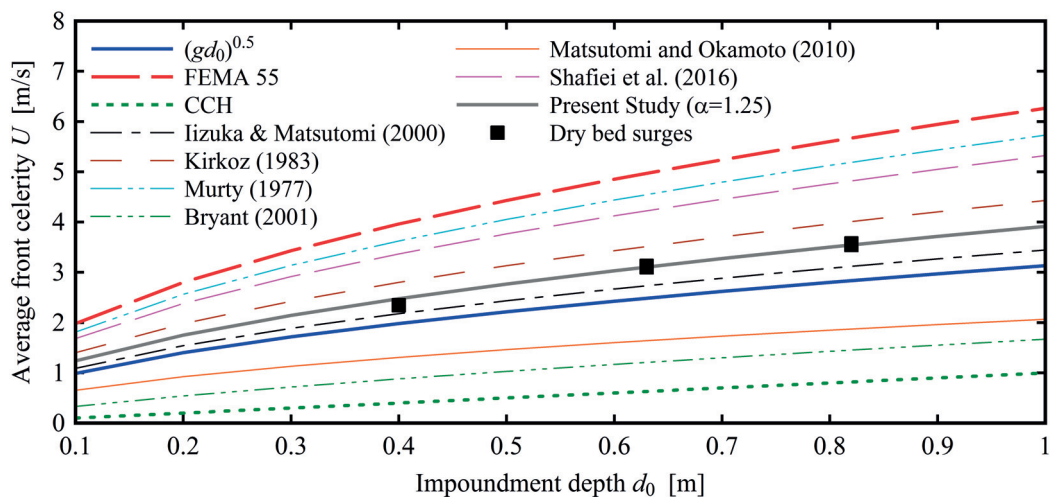 Average front celerity U [m/s]
8
7
6
5
4
3
2
1
0
(gd₀)^0.5
FEMA 55
CCH
Iizuka & Matsutomi (2000)
Kirkoz (1983)
Murty (1977)
Bryant (2001)
Matsutomi and Okamoto (2010)
Shafiei et al. (2016)
Present Study (α=1.25)
Dry bed surges
0.1 0.2 0.3 0.4 0.5 0.6 0.7 0.8 0.9 1
Impoundment depth d₀ [m]